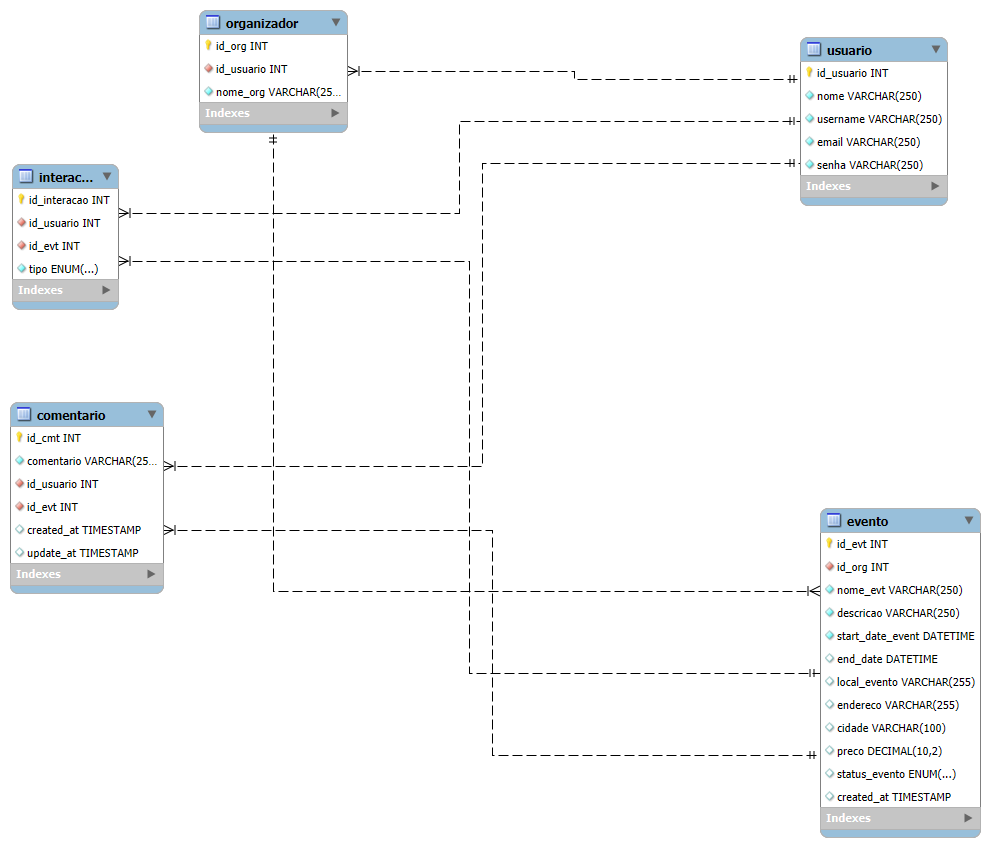 organizador
id_org INT
id_usuario INT
nome_org VARCHAR(25...
Indexes
usuario
id_usuario INT
nome VARCHAR(250)
username VARCHAR(250)
email VARCHAR(250)
senha VARCHAR(250)
Indexes
interac...
id_interacao INT
id_usuario INT
id_evt INT
tipo ENUM(...)
Indexes
comentario
id_cmt INT
comentario VARCHAR(25...
id_usuario INT
id_evt INT
created_at TIMESTAMP
update_at TIMESTAMP
Indexes
evento
id_evt INT
id_org INT
nome_evt VARCHAR(250)
descricao VARCHAR(250)
start_date_event DATETIME
end_date DATETIME
local_evento VARCHAR(255)
endereco VARCHAR(255)
cidade VARCHAR(100)
preco DECIMAL(10,2)
status_evento ENUM(...)
created_at TIMESTAMP
Indexes